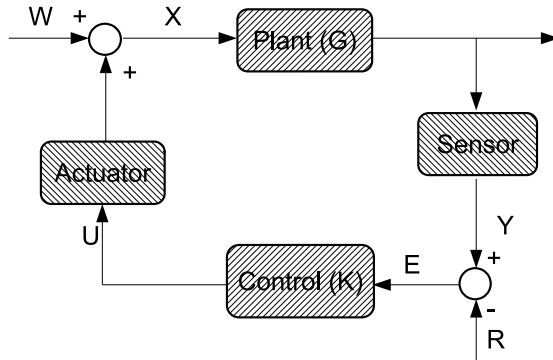 W
+
X
Plant (G)
+
Actuator
Sensor
U
Y
E
+
Control (K)
-
R